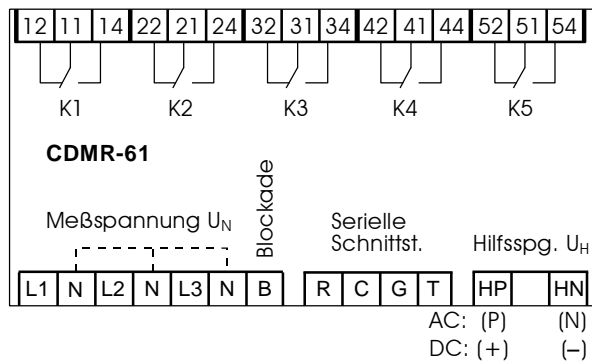 12 11 14 22 21 24 32 31 34 42 41 44 52 51 54
K1 K2 K3 K4 K5
CDMR-61
Blockade
Meßspannung UN
Serielle
Schnittst.
Hilfsspg. UH
L1 N L2 N L3 N B R C G T HP HN
AC: (P) (N)
DC: (+) (−)